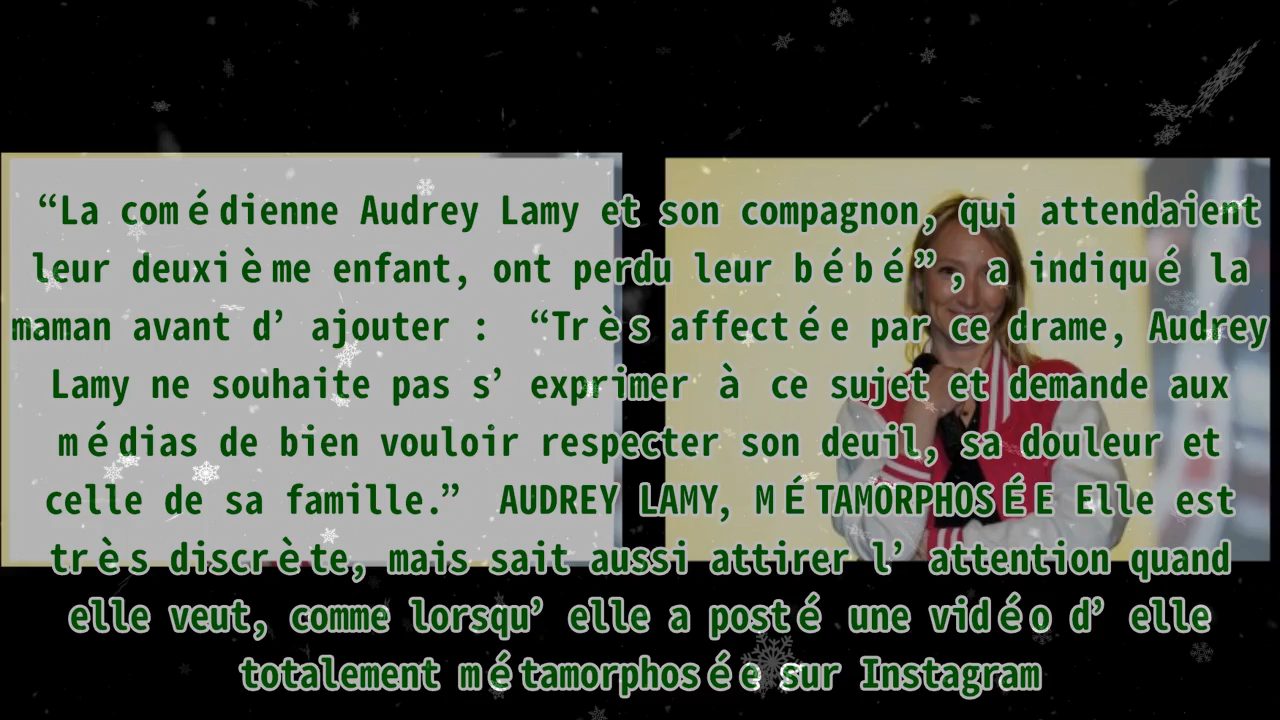 “La comédienne Audrey Lamy et son compagnon, qui attendaient
leur deuxième enfant, ont perdu leur bébé”, a indiqué la
maman avant d’ ajouter : “Très affectée par ce drame, Audrey
Lamy ne souhaite pas s’ exprimer à ce sujet et demande aux
médias de bien vouloir respecter son deuil, sa douleur et
celle de sa famille.” AUDREY LAMY, MÉTAMORPHOSÉE Elle est
très discrète, mais sait aussi attirer l’ attention quand
elle veut, comme lorsqu’ elle a posté une vidéo d’ elle
totalement métamorphosée sur Instagram